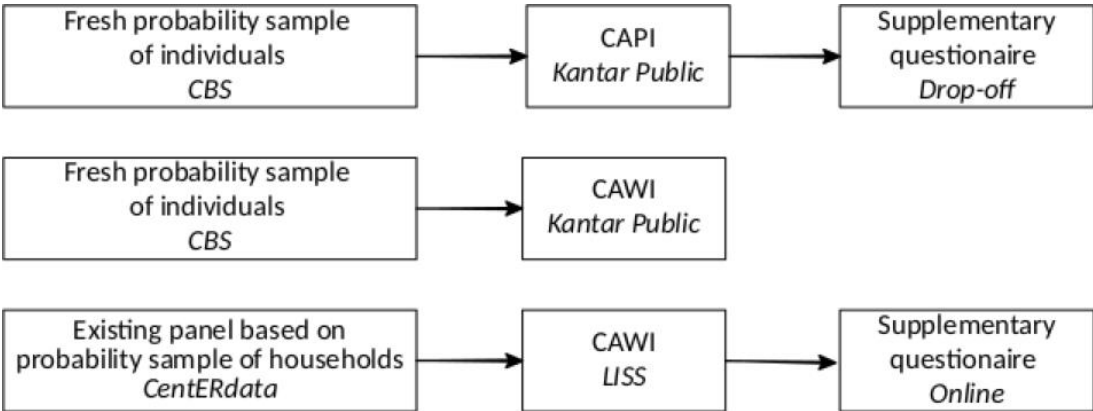 Fresh probability sample
of individuals
CBS
CAPI
Kantar Public
Supplementary
questionaire
Drop-off
Fresh probability sample
of individuals
CBS
CAWI
Kantar Public
Existing panel based on
probability sample of households
CentERdata
CAWI
LISS
Supplementary
questionaire
Online